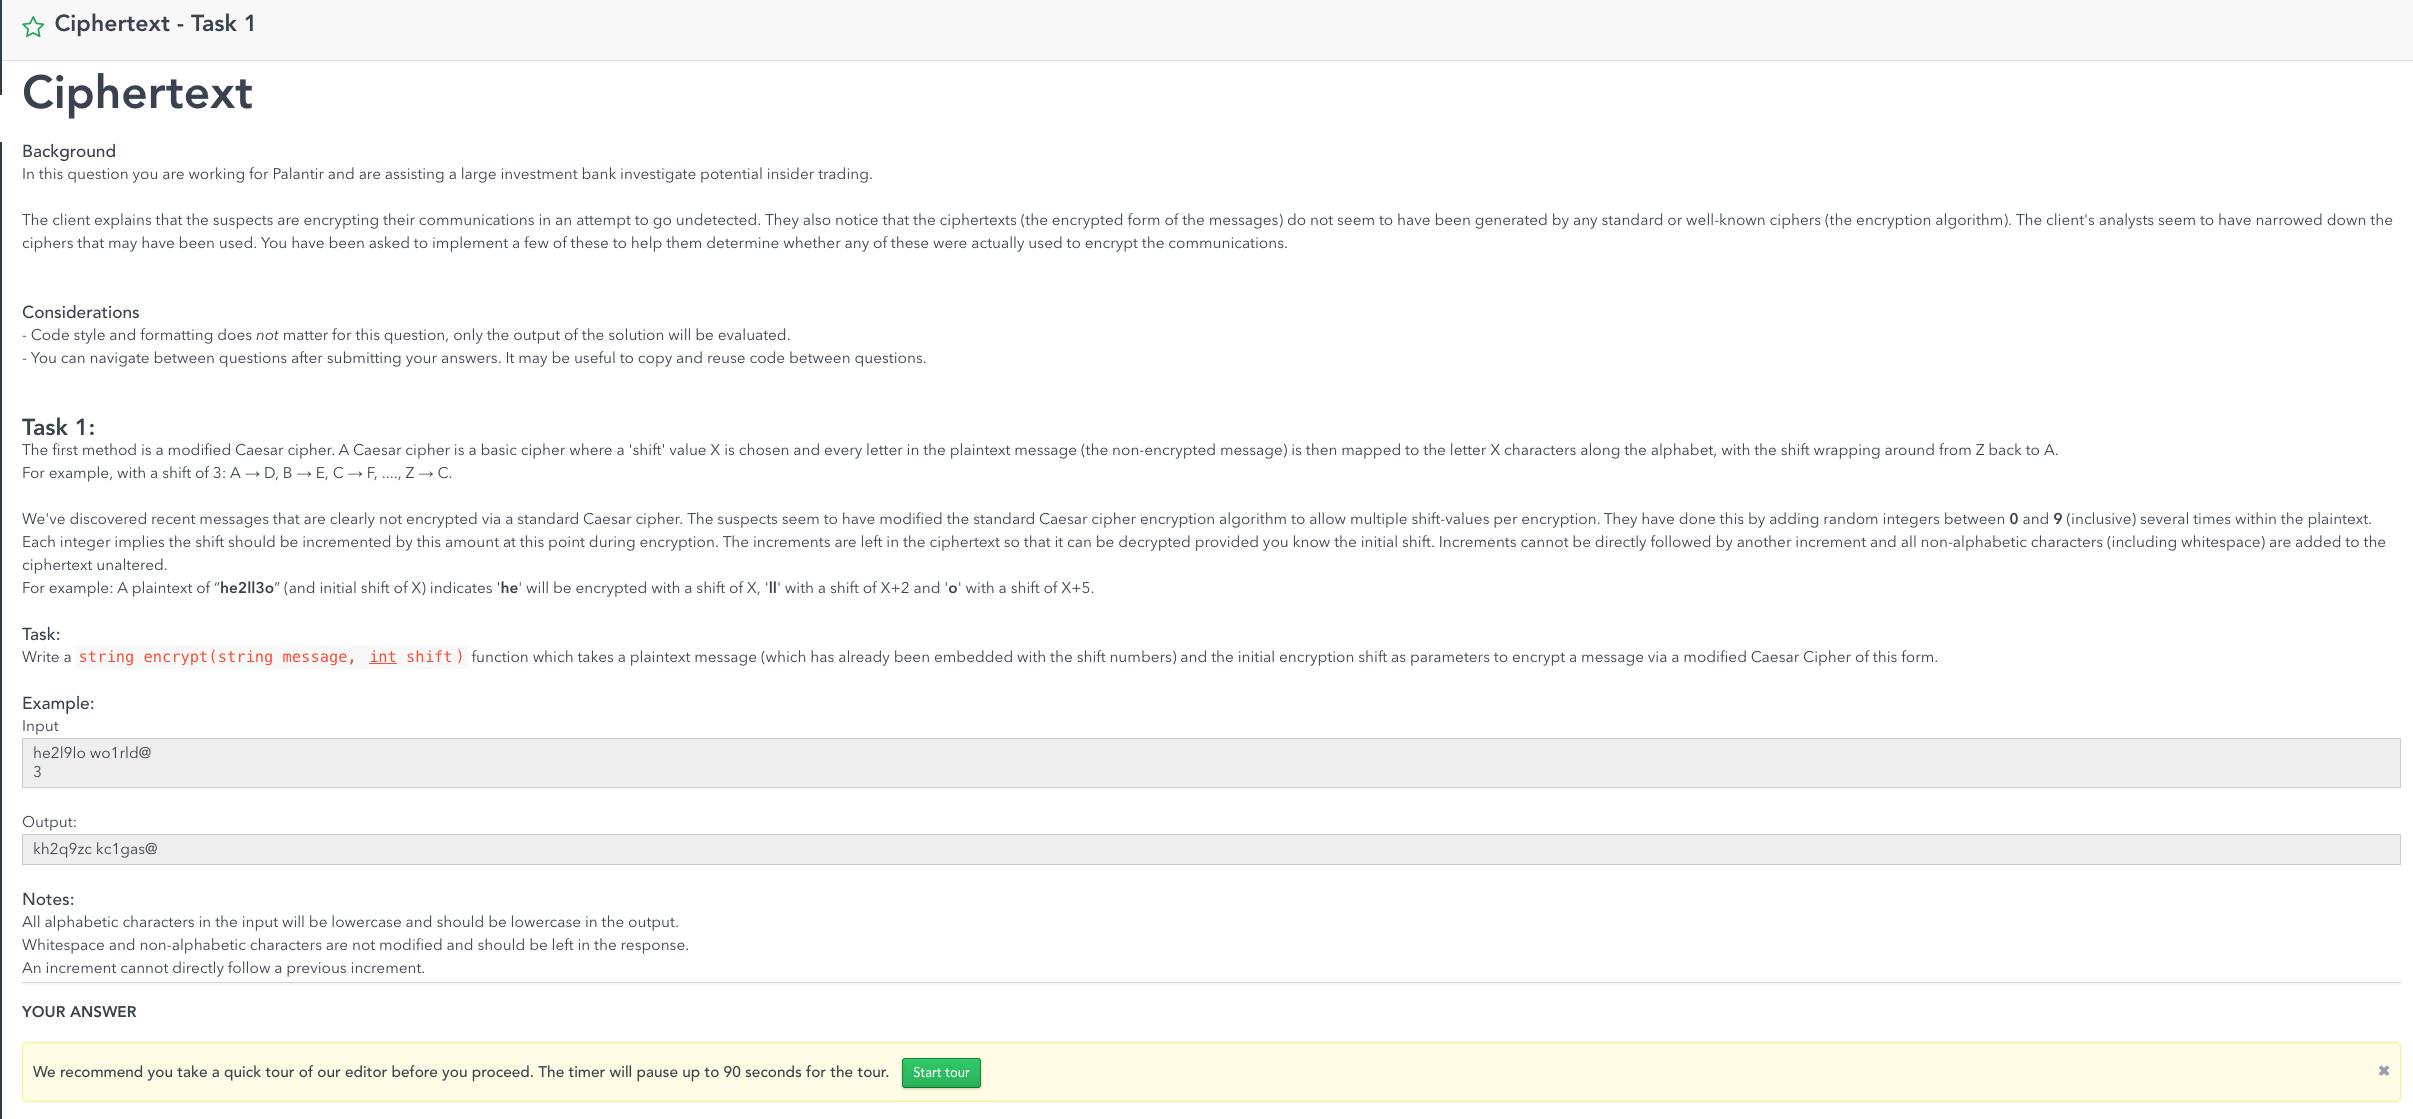 Ciphertext - Task 1
Ciphertext
Background
In this question you are working for Palantir and are assisting a large investment bank investigate potential insider trading.
The client explains that the suspects are encrypting their communications in an attempt to go undetected. They also notice that the ciphertexts (the encrypted form of the messages) do not seem to have been generated by any standard or well-known ciphers (the encryption algorithm). The client's analysts seem to have narrowed down the
ciphers that may have been used. You have been asked to implement a few of these to help them determine whether any of these were actually used to encrypt the communications.
Considerations
- Code style and formatting does not matter for this question, only the output of the solution will be evaluated.
- You can navigate between questions after submitting your answers. It may be useful to copy and reuse code between questions.
Task 1:
The first method is a modified Caesar cipher. A Caesar cipher is a basic cipher where a 'shift' value X is chosen and every letter in the plaintext message (the non-encrypted message) is then mapped to the letter X characters along the alphabet, with the shift wrapping around from Z back to A.
For example, with a shift of 3: A → D, B → E, C → F, ...., Z → C.
We've discovered recent messages that are clearly not encrypted via a standard Caesar cipher. The suspects seem to have modified the standard Caesar cipher encryption algorithm to allow multiple shift-values per encryption. They have done this by adding random integers between 0 and 9 (inclusive) several times within the plaintext.
Each integer implies the shift should be incremented by this amount at this point during encryption. The increments are left in the ciphertext so that it can be decrypted provided you know the initial shift. Increments cannot be directly followed by another increment and all non-alphabetic characters (including whitespace) are added to the
ciphertext unaltered.
For example: A plaintext of “he2ll3o” (and initial shift of X) indicates 'he' will be encrypted with a shift of X, 'll' with a shift of X+2 and 'o' with a shift of X+5.
Task:
Write a string encrypt(string message, int shift) function which takes a plaintext message (which has already been embedded with the shift numbers) and the initial encryption shift as parameters to encrypt a message via a modified Caesar Cipher of this form.
Example:
Input
he2l9lo wo1rld@
3
Output:
kh2q9zc kc1gas@
Notes:
All alphabetic characters in the input will be lowercase and should be lowercase in the output.
Whitespace and non-alphabetic characters are not modified and should be left in the response.
An increment cannot directly follow a previous increment.
YOUR ANSWER
We recommend you take a quick tour of our editor before you proceed. The timer will pause up to 90 seconds for the tour. Start tour ✖